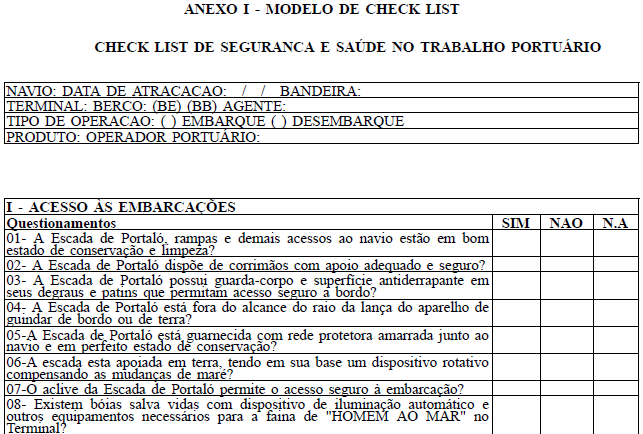 ANEXO I - MODELO DE CHECK LIST
CHECK LIST DE SEGURANCA E SAÚDE NO TRABALHO PORTUÁRIO
NAVIO: DATA DE ATRACACAO: / / BANDEIRA:
TERMINAL: BERCO: (BE) (BB) AGENTE:
TIPO DE OPERACAO: ( ) EMBARQUE ( ) DESEMBARQUE
PRODUTO: OPERADOR PORTUÁRIO:
I - ACESSO ÀS EMBARCAÇÕES
Questionamentos SIM NAO N.A
01- A Escada de Portaló, rampas e demais acessos ao navio estão em bom
estado de conservação e limpeza?
02- A Escada de Portaló dispõe de corrimãos com apoio adequado e seguro?
03- A Escada de Portaló possui guarda-corpo e superfície antiderrapante em
seus degraus e patins que permitam acesso seguro à bordo?
04- A Escada de Portaló está fora do alcance do raio da lança do aparelho de
guindar de bordo ou de terra?
05-A Escada de Portaló está guarnecida com rede protetora amarrada junto ao
navio e em perfeito estado de conservação?
06-A escada esta apoiada em terra, tendo em sua base um dispositivo rotativo
compensando as mudanças de maré?
07-O aclive da Escada de Portaló permite o acesso seguro à embarcação?
08- Existem bóias salva vidas com dispositivo de iluminação automático e
outros equipamentos necessários para a faina de "HOMEM AO MAR" no
Terminal?